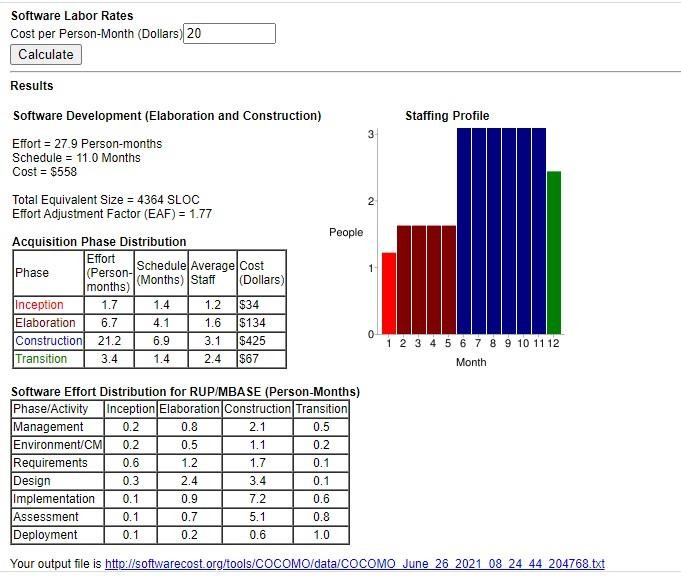 Software Labor Rates
Cost per Person-Month (Dollars) 20
Calculate
Results
Software Development (Elaboration and Construction)
Effort = 27.9 Person-months
Schedule = 11.0 Months
Cost = $558
Total Equivalent Size = 4364 SLOC
Effort Adjustment Factor (EAF) = 1.77
Acquisition Phase Distribution
Phase Effort (Person-months) Schedule (Months) Average Staff Cost (Dollars)
Inception 1.7 1.4 1.2 $34
Elaboration 6.7 4.1 1.6 $134
Construction 21.2 6.9 3.1 $425
Transition 3.4 1.4 2.4 $67
Staffing Profile
3
2
People
1
0
1 2 3 4 5 6 7 8 9 10 11 12
Month
Software Effort Distribution for RUP/MBASE (Person-Months)
Phase/Activity Inception Elaboration Construction Transition
Management 0.2 0.8 2.1 0.5
Environment/CM 0.2 0.5 1.1 0.2
Requirements 0.6 1.2 1.7 0.1
Design 0.3 2.4 3.4 0.1
Implementation 0.1 0.9 7.2 0.6
Assessment 0.1 0.7 5.1 0.8
Deployment 0.1 0.2 0.6 1.0
Your output file is http://softwarecost.org/tools/COCOMO/data/COCOMO_June_26_2021_08_24_44_204768.txt